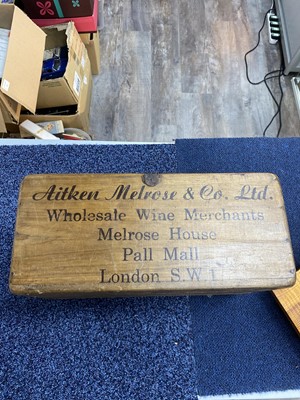 Aitken Melrose & Co. Ltd.
Wholesale Wine Merchants
Melrose House
Pall Mall
London S.W.1